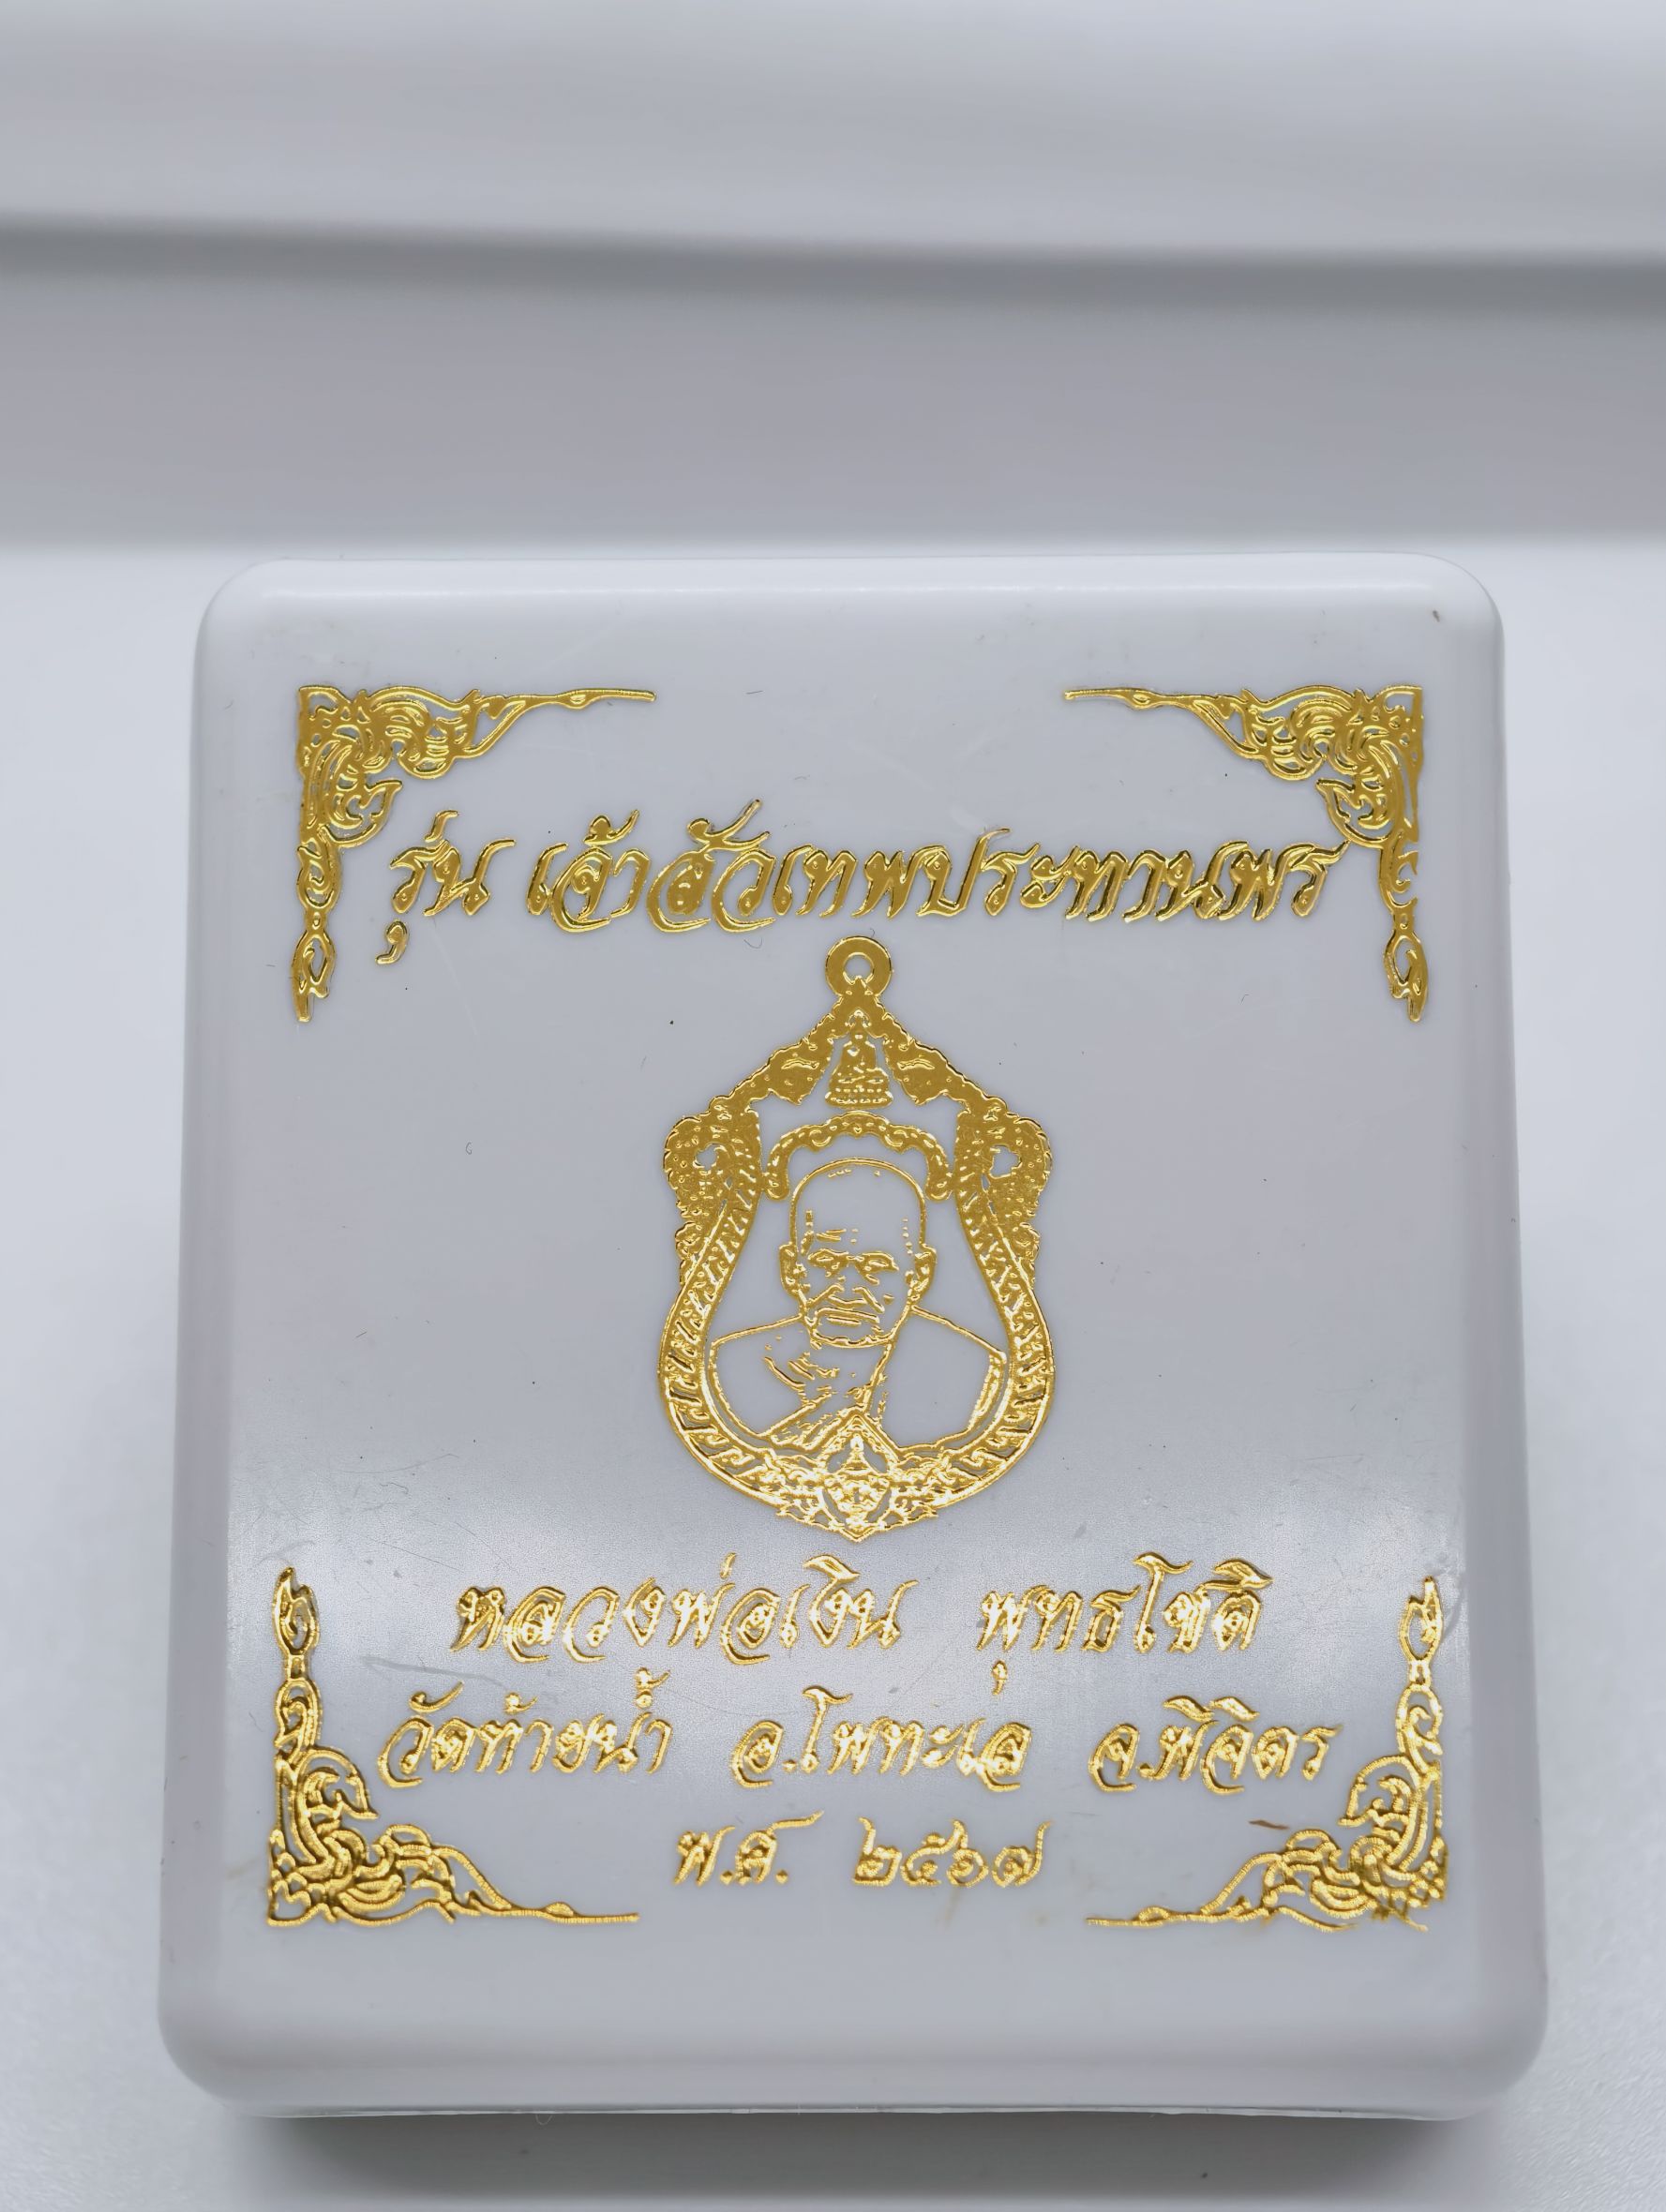 รุ่น เจ้าสัวเทพประทานพร
หลวงพ่อเงิน พุทธโชติ
วัดท้ายน้ำ อ.โพทะเล จ.พิจิตร
พ.ศ. ๒๕๖๗